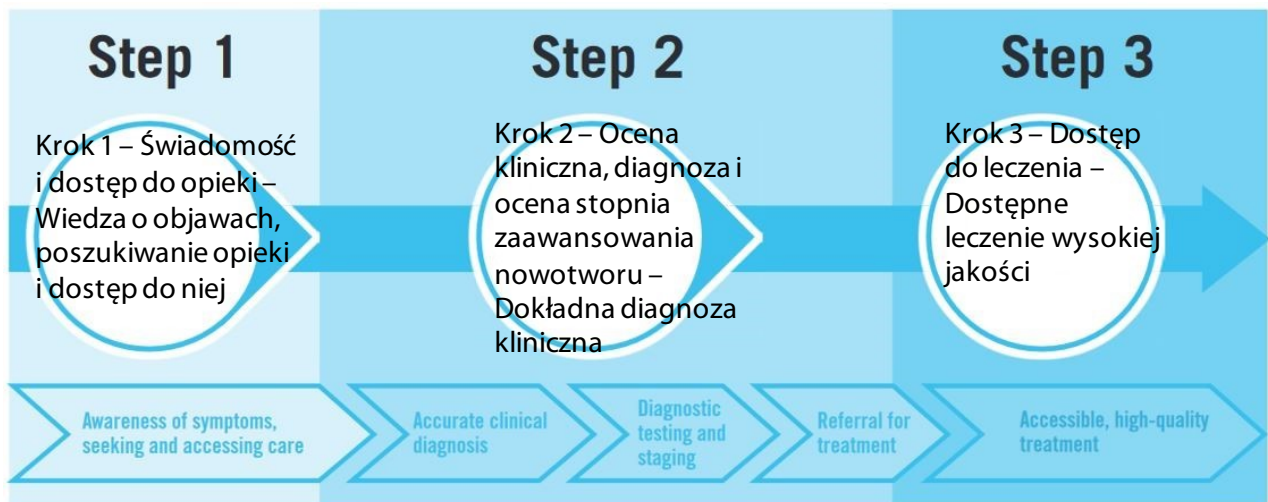 Step 1
Krok 1 – Świadomość
i dostęp do opieki –
Wiedza o objawach,
poszukiwanie opieki
i dostęp do niej
Step 2
Krok 2 – Ocena
kliniczna, diagnoza i
ocena stopnia
zaawansowania
nowotworu –
Dokładna diagnoza
kliniczna
Step 3
Krok 3 – Dostęp
do leczenia –
Dostępne
leczenie wysokiej
jakości
Awareness of symptoms,
seeking and accessing care
Accurate clinical
diagnosis
Diagnostic
testing and
staging
Referral for
treatment
Accessible, high-quality
treatment